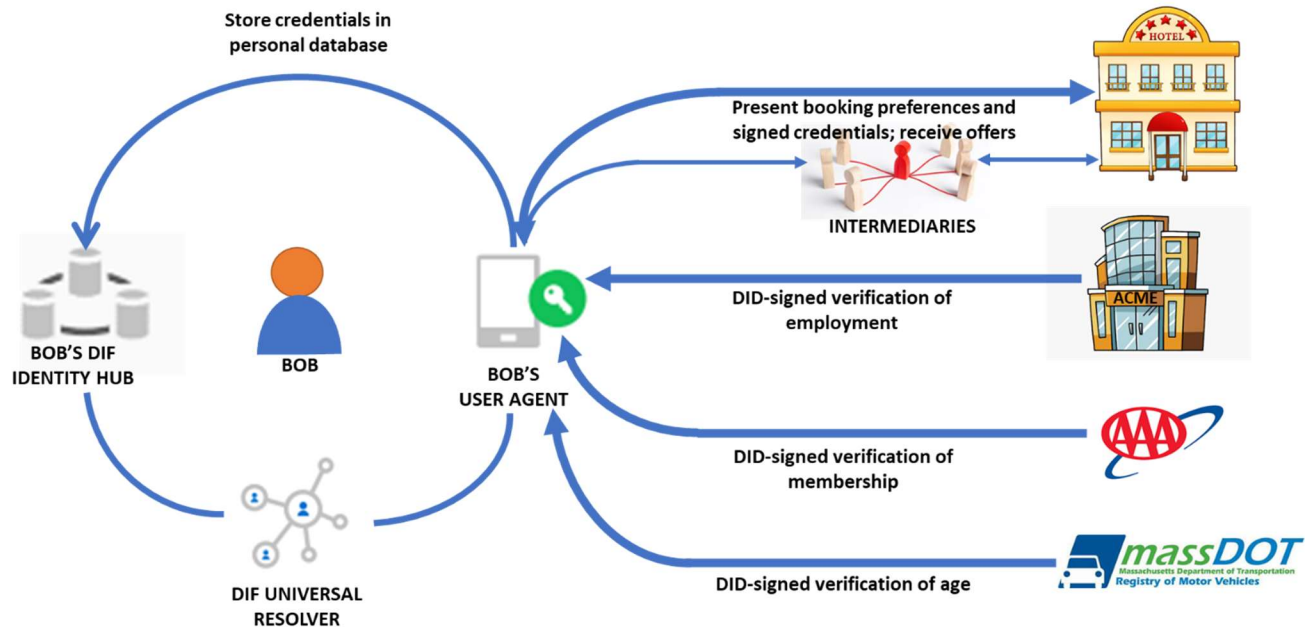 Store credentials in
personal database
HOTEL
Present booking preferences and
signed credentials; receive offers
INTERMEDIARIES
ACME
DID-signed verification of
employment
BOB'S DIF
IDENTITY HUB
BOB
BOB'S
USER AGENT
AAA
DID-signed verification of
membership
massDOT
Massachusetts Department of Transportation
Registry of Motor Vehicles
DID-signed verification of age
DIF UNIVERSAL
RESOLVER